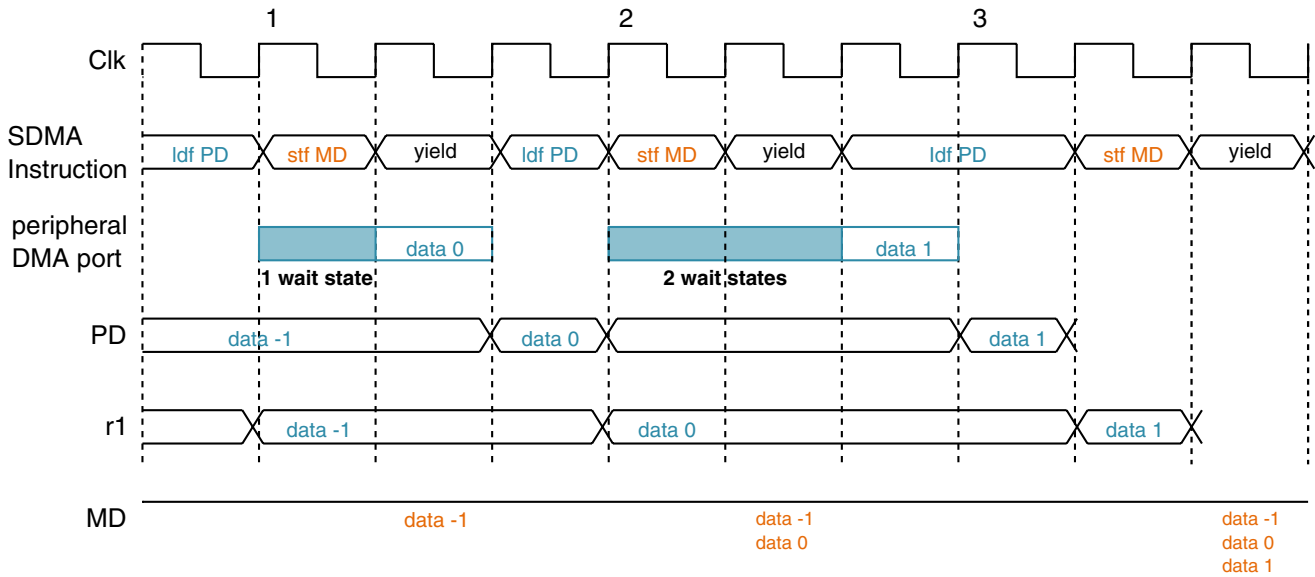 1 2 3
Clk
SDMA
Instruction
ldf PD stf MD yield ldf PD stf MD yield ldf PD stf MD yield
peripheral
DMA port
data 0 data 1
1 wait state 2 wait states
PD
data -1 data 0 data 1
r1
data -1 data 0 data 1
MD
data -1 data -1 data -1
data 0 data 0
data 1